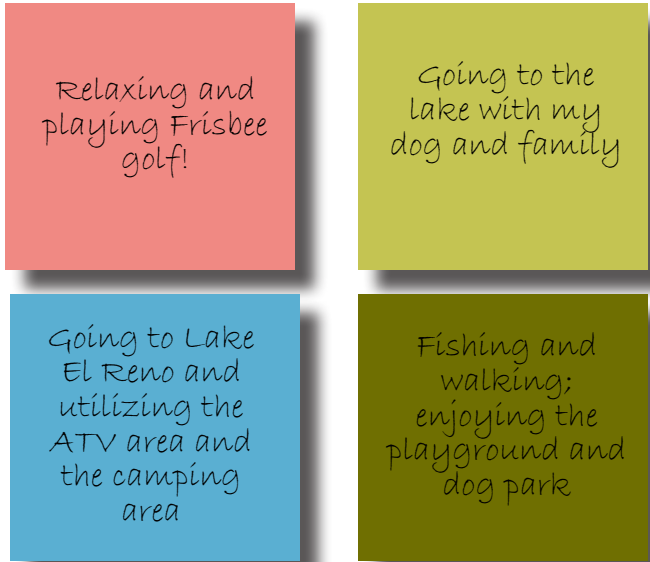 Relaxing and
playing Frisbee
golf!
Going to the
lake with my
dog and family
Going to Lake
El Reno and
utilizing the
ATV area and
the camping
area
Fishing and
walking;
enjoying the
playground and
dog park